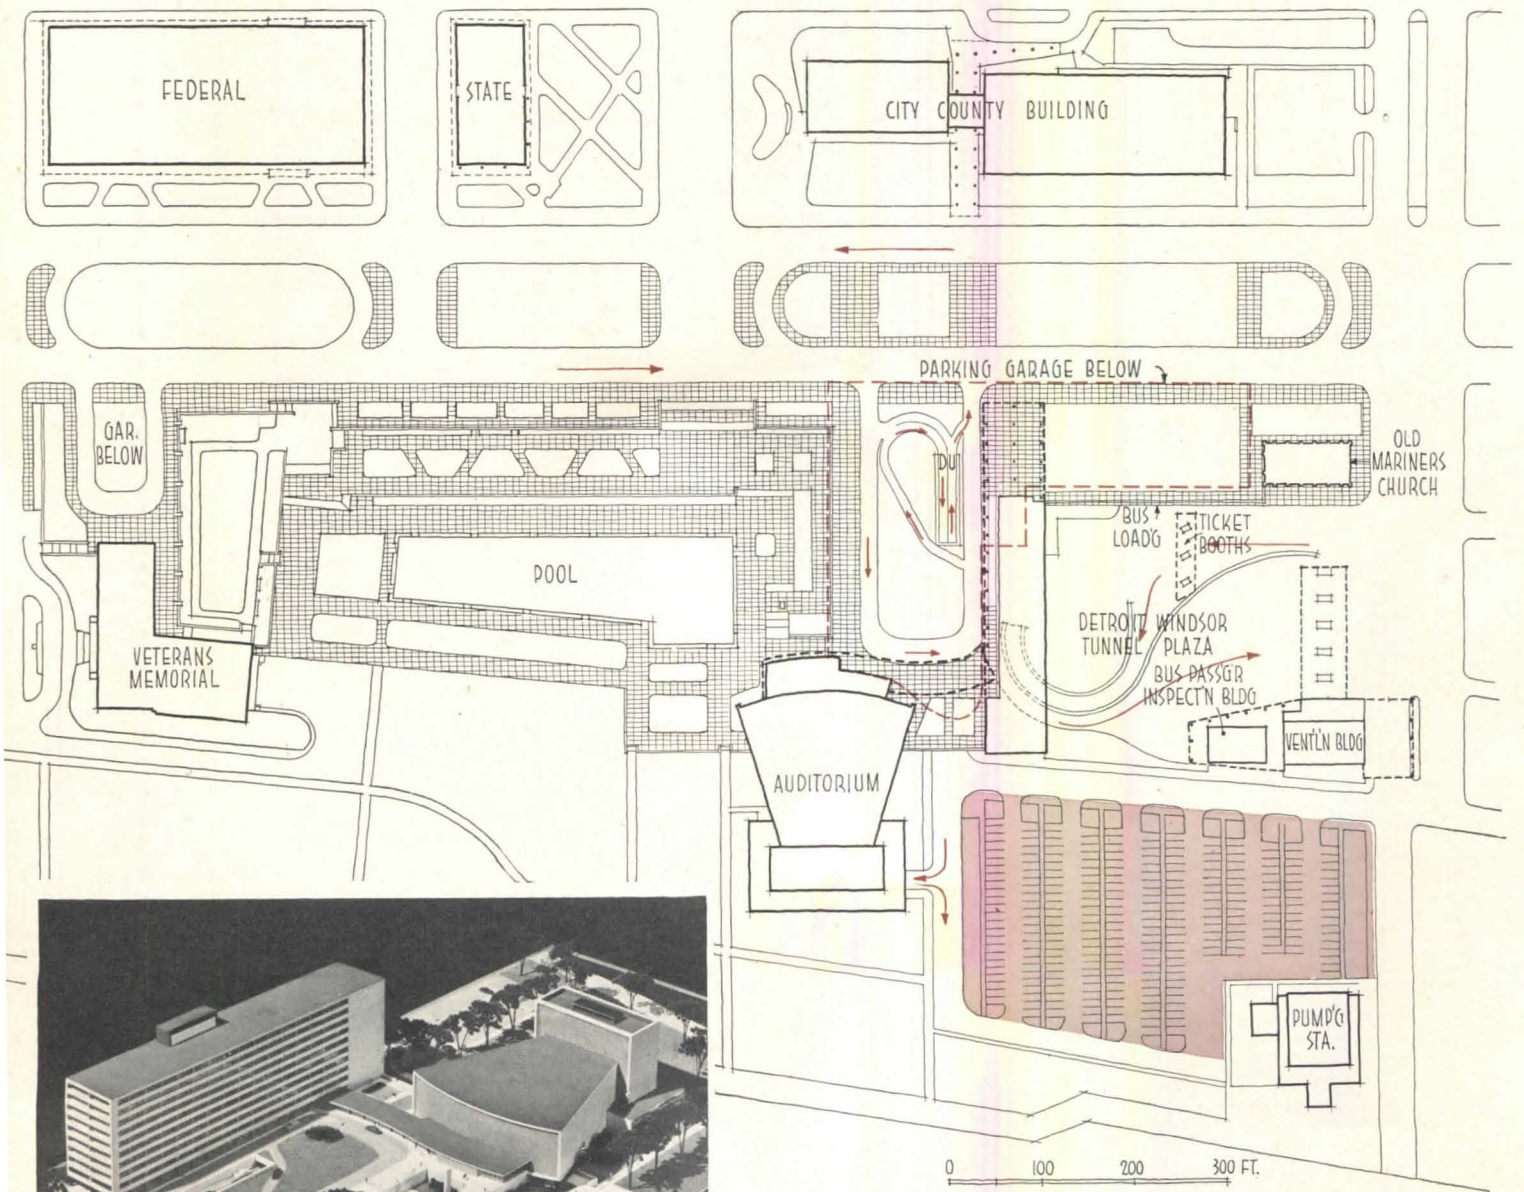 FEDERAL
STATE
CITY COUNTY BUILDING
PARKING GARAGE BELOW
GAR.
BELOW
DU
OLD
MARINERS
CHURCH
BUS
LOAD'G
TICKET
BOOTHS
POOL
DETROIT WINDSOR
TUNNEL PLAZA
VETERANS
MEMORIAL
BUS PASS'G'R
INSPECT'N BLDG
VENT'L'N BLDG
AUDITORIUM
PUMP'G
STA.
0 100 200 300 FT.